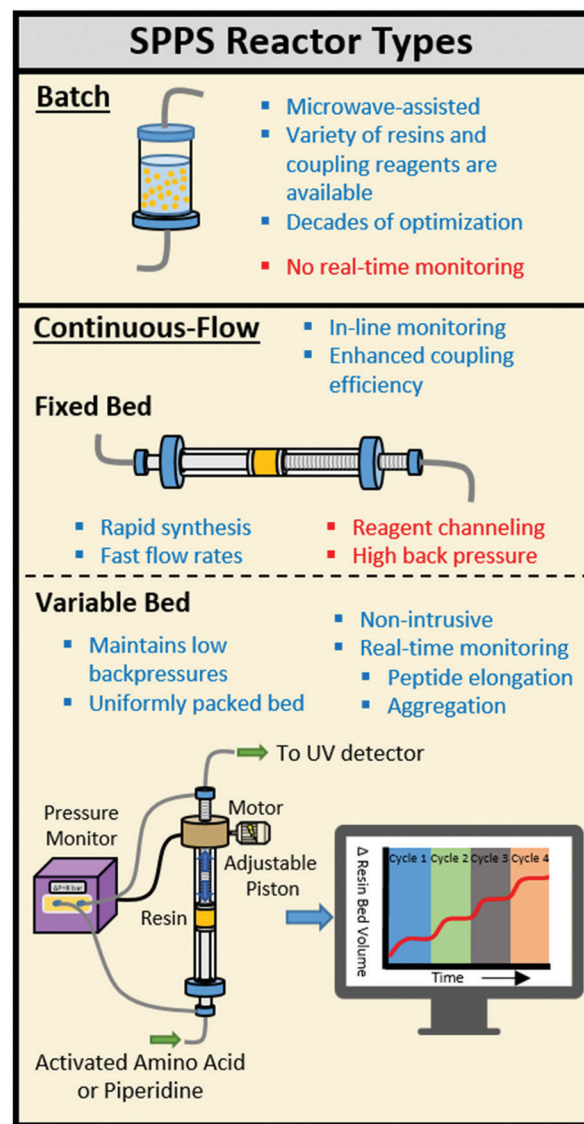 SPPS Reactor Types
Batch
Microwave-assisted
Variety of resins and
coupling reagents are
available
Decades of optimization
No real-time monitoring
Continuous-Flow
In-line monitoring
Enhanced coupling
efficiency
Fixed Bed
Rapid synthesis
Fast flow rates
Reagent channeling
High back pressure
Variable Bed
Maintains low
backpressures
Uniformly packed bed
Non-intrusive
Real-time monitoring
Peptide elongation
Aggregation
To UV detector
Pressure
Monitor
Motor
Adjustable
Piston
Resin
Activated Amino Acid
or Piperidine
Δ Resin Bed Volume
Cycle 1 Cycle 2 Cycle 3 Cycle 4
Time